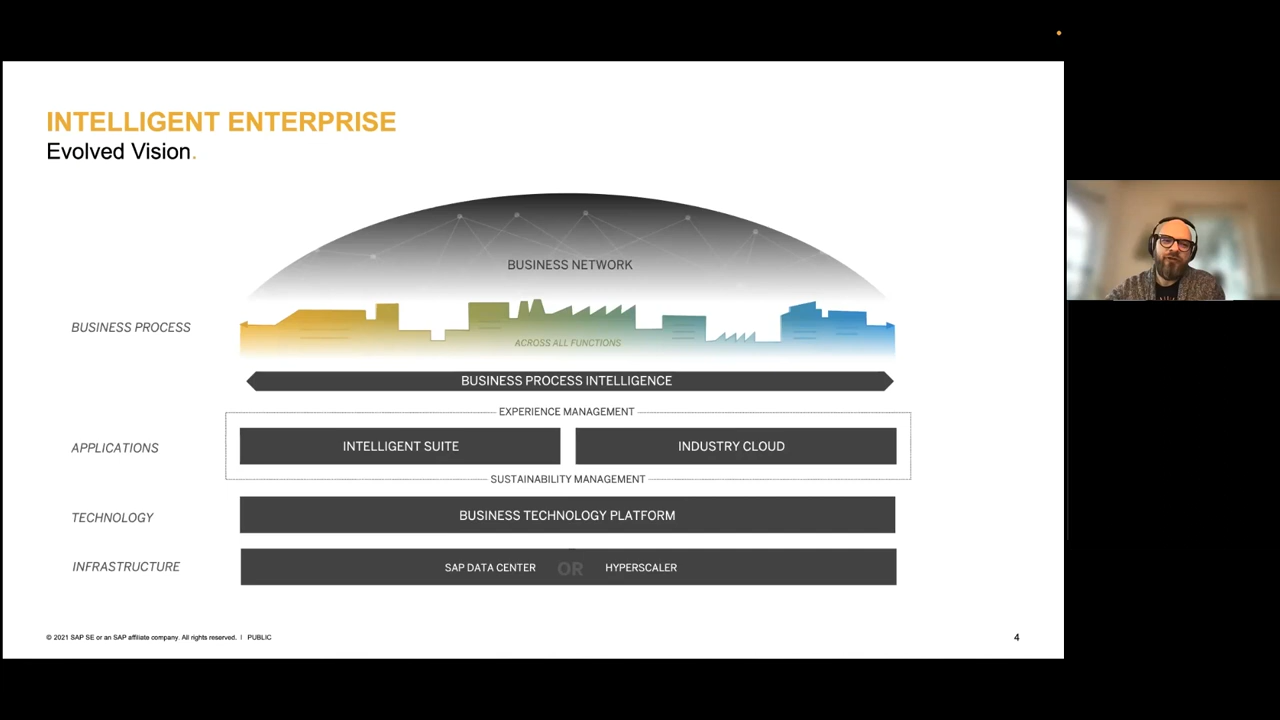 INTELLIGENT ENTERPRISE
Evolved Vision.
BUSINESS NETWORK
BUSINESS PROCESS
ACROSS ALL FUNCTIONS
BUSINESS PROCESS INTELLIGENCE
EXPERIENCE MANAGEMENT
APPLICATIONS
INTELLIGENT SUITE
INDUSTRY CLOUD
SUSTAINABILITY MANAGEMENT
TECHNOLOGY
BUSINESS TECHNOLOGY PLATFORM
INFRASTRUCTURE
SAP DATA CENTER OR HYPERSCALER
© 2021 SAP SE or an SAP affiliate company. All rights reserved. I PUBLIC
4